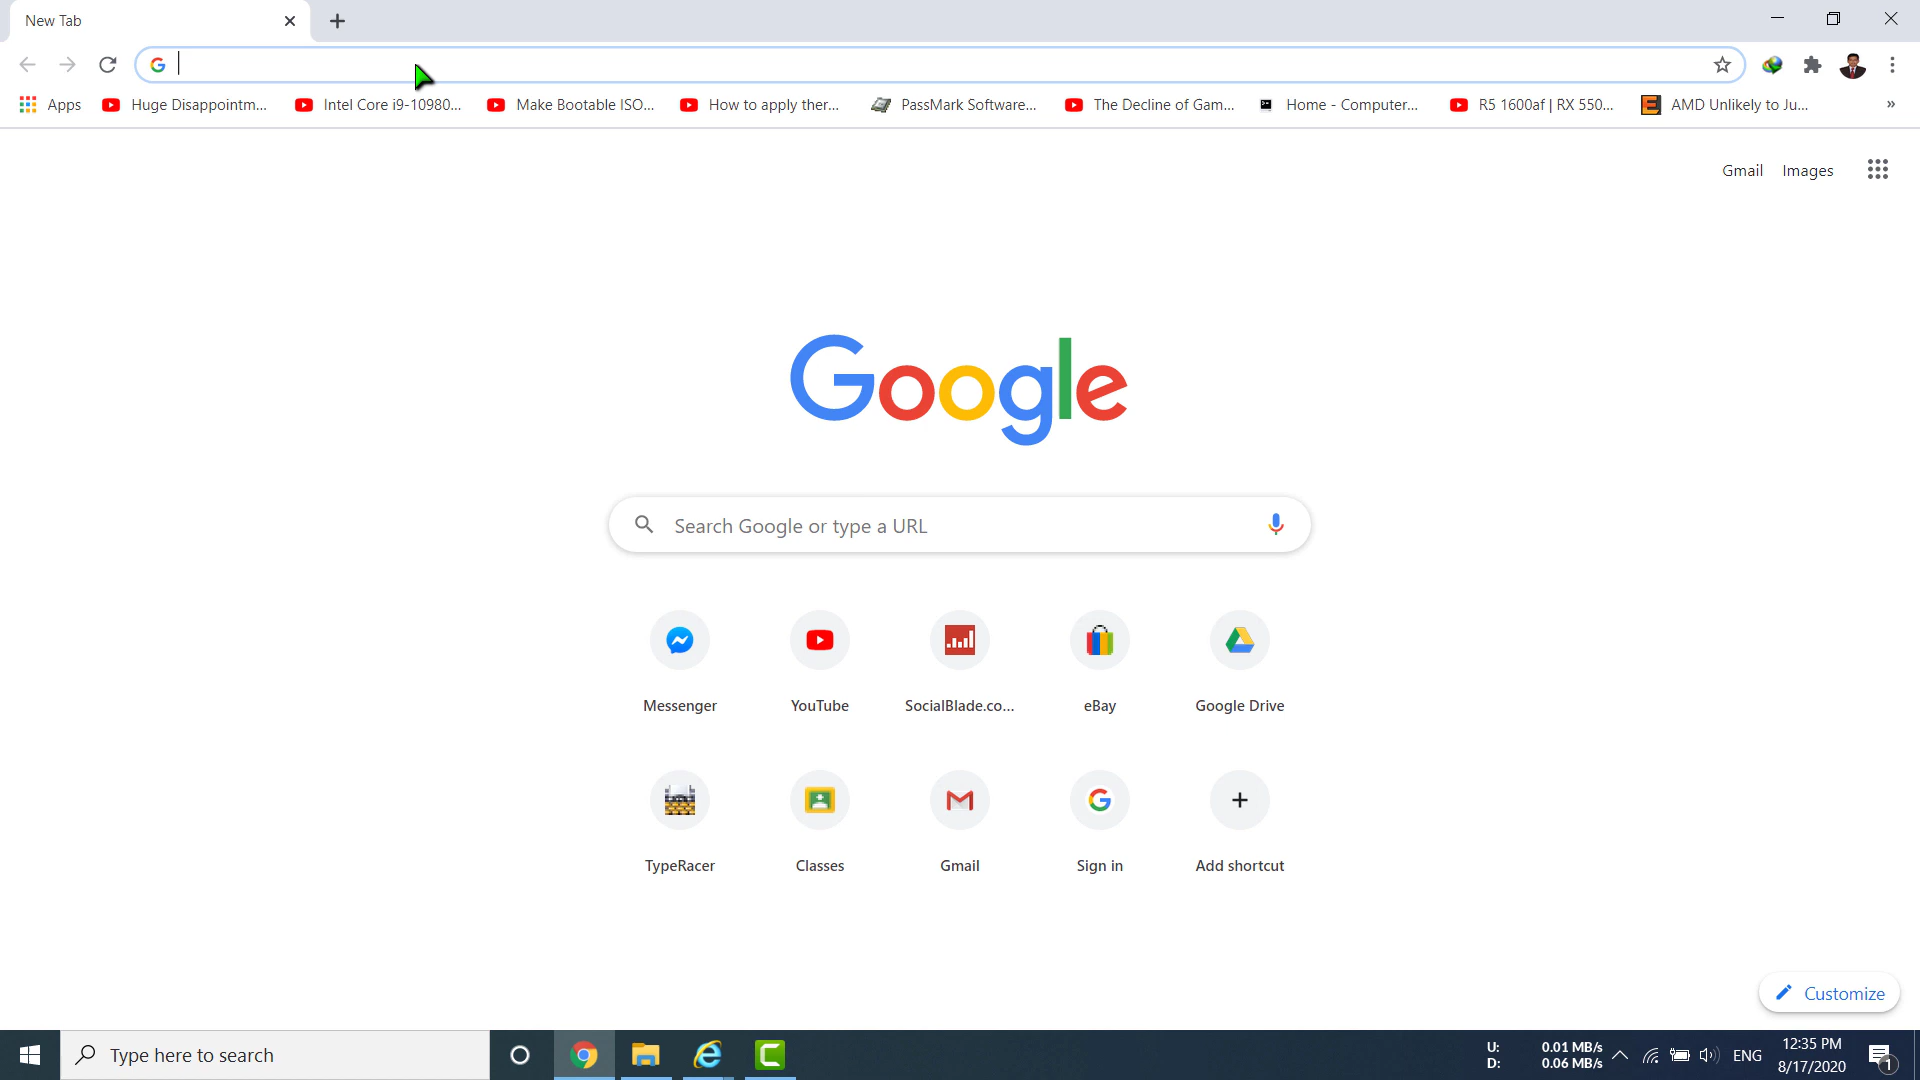 New Tab
Apps
Huge Disappointm...
Intel Core i9-10980...
Make Bootable ISO...
How to apply ther...
PassMark Software...
The Decline of Gam...
Home - Computer...
R5 1600af | RX 550...
AMD Unlikely to Ju...
»
Gmail
Images
Google
Search Google or type a URL
Messenger
YouTube
SocialBlade.co...
eBay
Google Drive
TypeRacer
Classes
Gmail
Sign in
Add shortcut
Customize
Type here to search
U: 0.01 MB/s
D: 0.06 MB/s
ENG
12:35 PM
8/17/2020
1